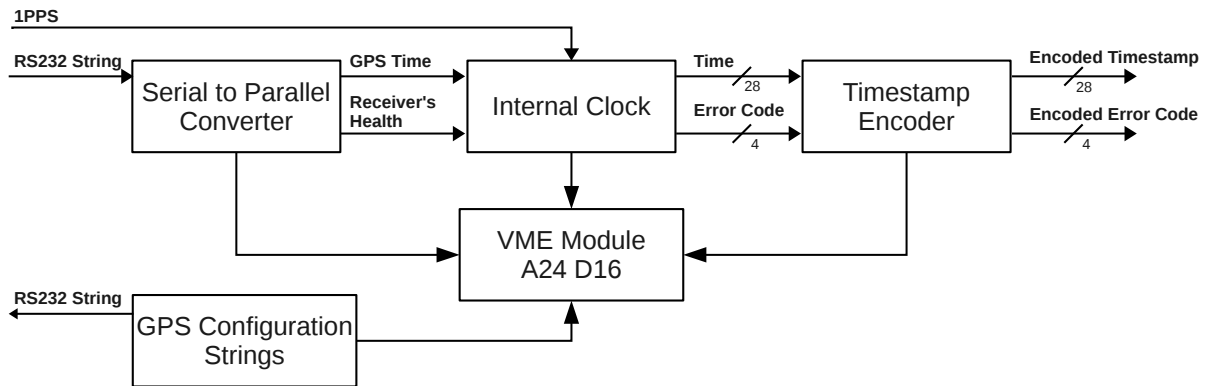 1PPS
RS232 String
GPS Time
Time
Encoded Timestamp
28
28
Serial to Parallel
Converter
Internal Clock
Timestamp
Encoder
Receiver's
Health
Error Code
Encoded Error Code
4
4
VME Module
A24 D16
RS232 String
GPS Configuration
Strings